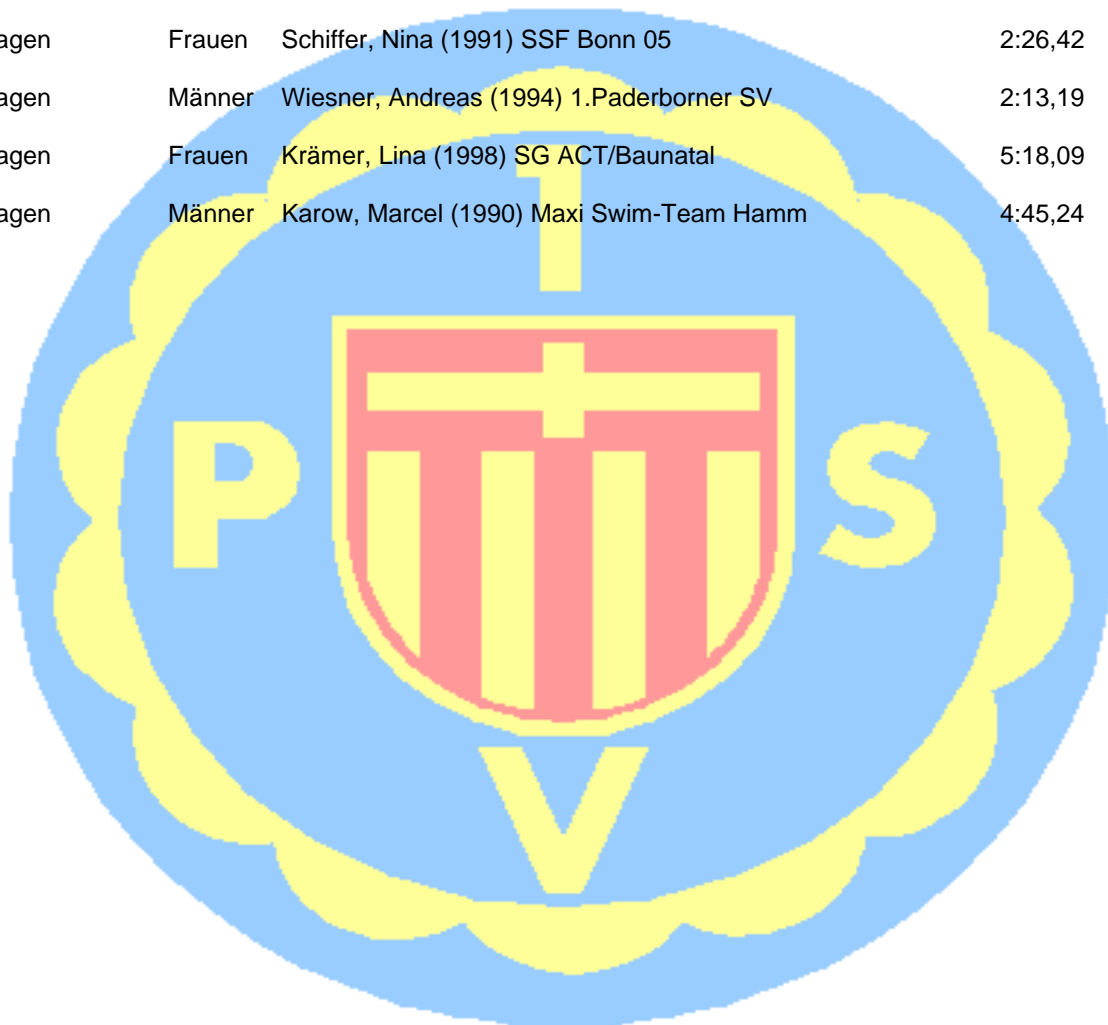 agen Frauen Schiffer, Nina (1991) SSF Bonn 05 2:26,42
agen Männer Wiesner, Andreas (1994) 1.Paderborner SV 2:13,19
agen Frauen Krämer, Lina (1998) SG ACT/Baunatal 5:18,09
agen Männer Karow, Marcel (1990) Maxi Swim-Team Hamm 4:45,24
1
P S
V